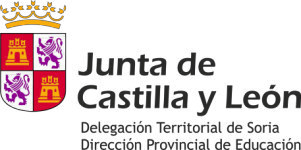 Junta de
Castilla y León
Delegación Territorial de Soria
Dirección Provincial de Educación